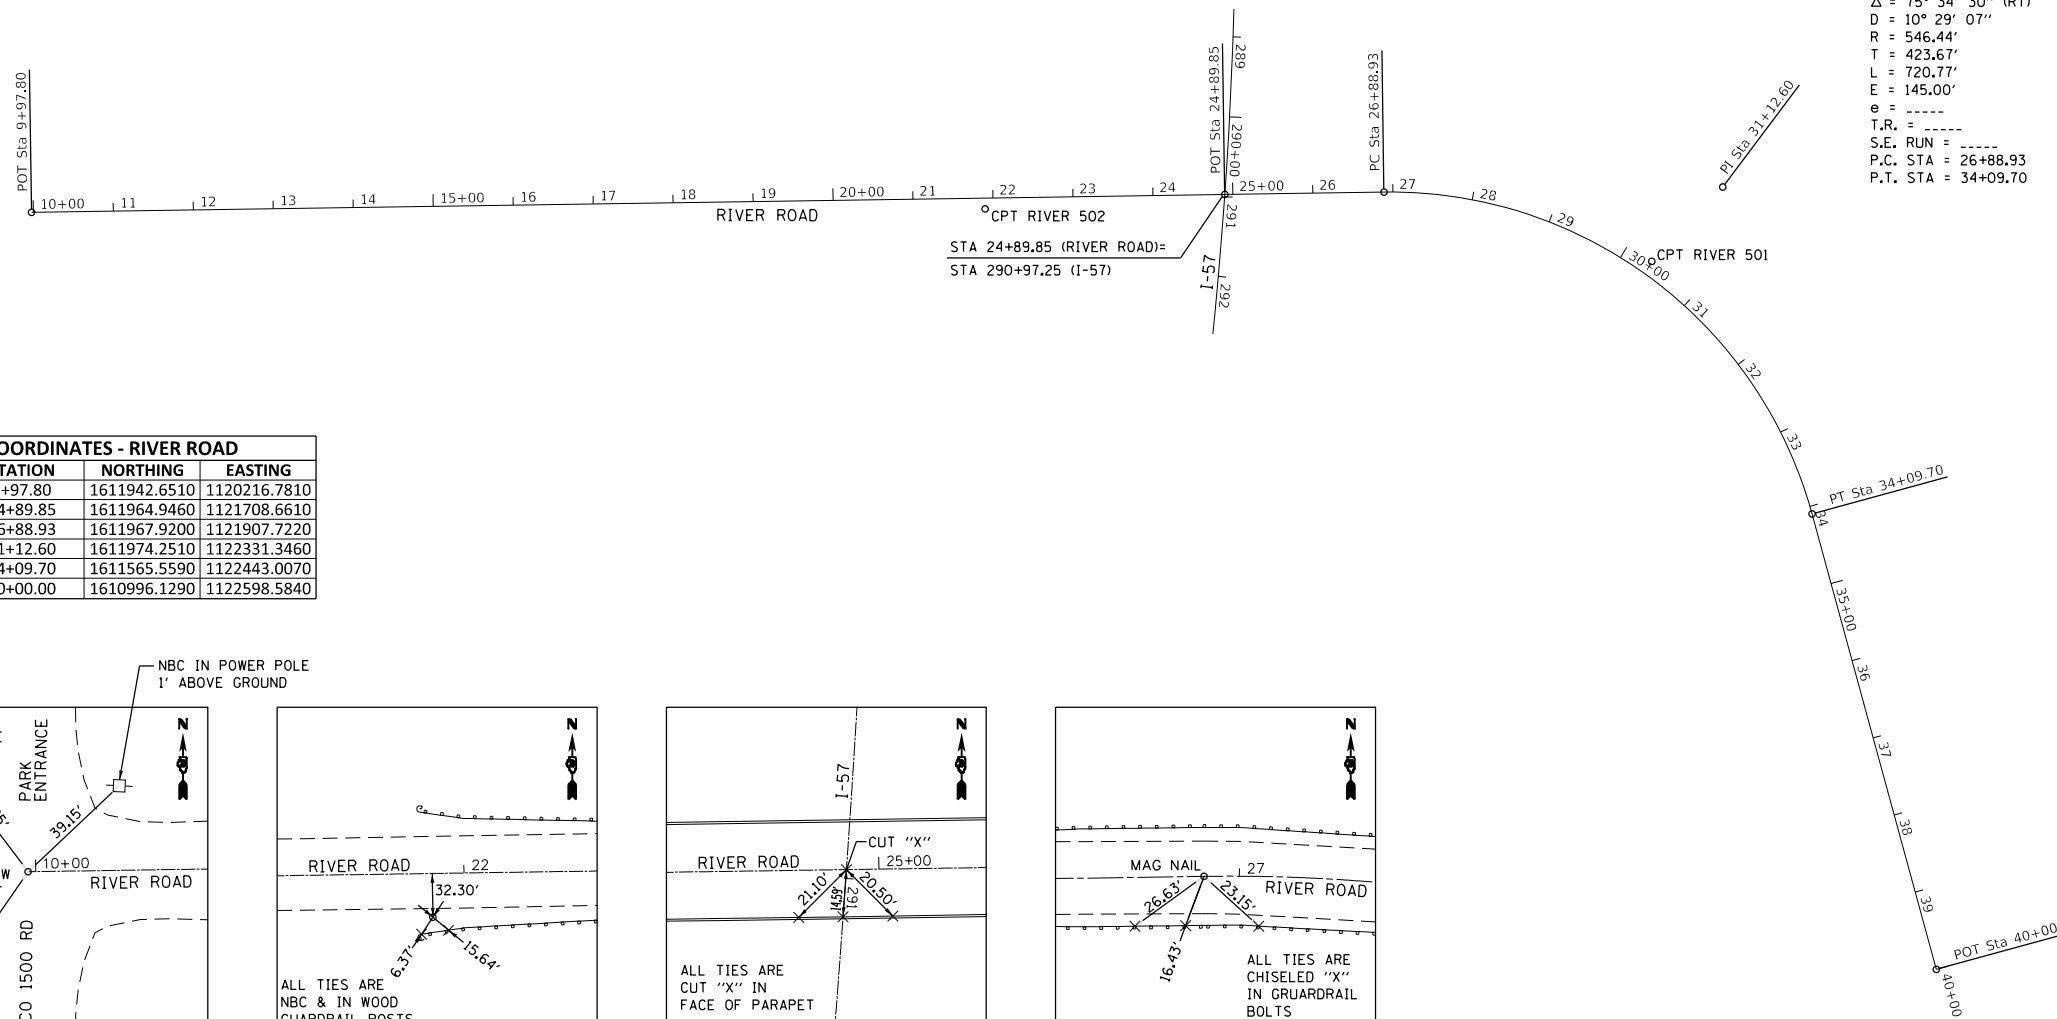 Δ = 75° 34' 30" (RT)
D = 10° 29' 07"
R = 546.44'
T = 423.67'
L = 720.77'
E = 145.00'
e = -----
T.R. = -----
S.E. RUN = -----
P.C. STA = 26+88.93
P.T. STA = 34+09.70
POT Sta 9+97.80
POT Sta 24+89.85
PC Sta 26+88.93
PI Sta 31+12.60
289
290+00
291
292
I-57
10+00
11
12
13
14
15+00
16
17
18
19
20+00
21
22
23
24
25+00
26
27
28
29
30+00
31
32
33
34
35+00
36
37
38
39
40+00
RIVER ROAD
CPT RIVER 502
CPT RIVER 501
STA 24+89.85 (RIVER ROAD)=
STA 290+97.25 (I-57)
PT Sta 34+09.70
POT Sta 40+00
OORDINATES - RIVER ROAD
TATION NORTHING EASTING
+97.80 1611942.6510 1120216.7810
4+89.85 1611964.9460 1121708.6610
6+88.93 1611967.9200 1121907.7220
1+12.60 1611974.2510 1122331.3460
4+09.70 1611565.5590 1122443.0070
0+00.00 1610996.1290 1122598.5840
NBC IN POWER POLE
1' ABOVE GROUND
PARK
ENTRANCE
N
5'
39.15'
10+00
W
RIVER ROAD
CO 1500 RD
N
RIVER ROAD
22
32.30'
6.37'
15.64'
ALL TIES ARE
NBC & IN WOOD
GUARDRAIL POSTS
N
I-57
CUT "X"
RIVER ROAD
25+00
21.10'
14.59'
291
20.50'
ALL TIES ARE
CUT "X" IN
FACE OF PARAPET
N
MAG NAIL
27
RIVER ROAD
26.63'
23.15'
16.43'
ALL TIES ARE
CHISELED "X"
IN GRUARDRAIL
BOLTS